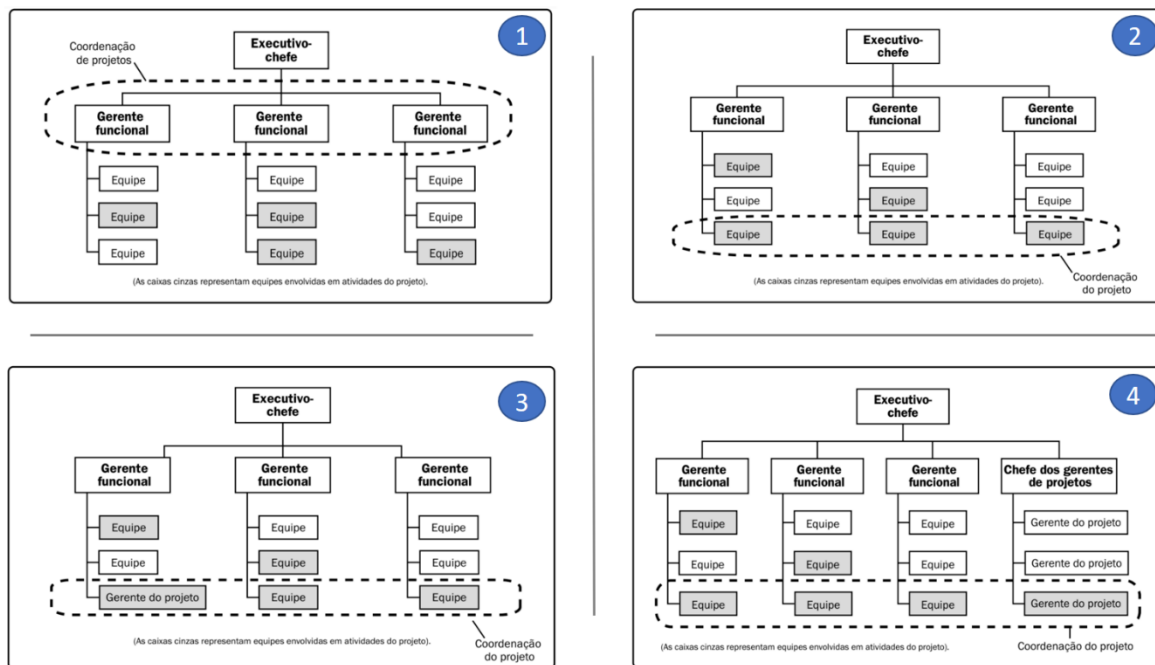 1
Coordenação
de projetos
Executivo-
chefe
Gerente
funcional
Gerente
funcional
Gerente
funcional
Equipe
Equipe
Equipe
Equipe
Equipe
Equipe
Equipe
Equipe
Equipe
(As caixas cinzas representam equipes envolvidas em atividades do projeto).
2
Executivo-
chefe
Gerente
funcional
Gerente
funcional
Gerente
funcional
Equipe
Equipe
Equipe
Equipe
Equipe
Equipe
Equipe
Equipe
Equipe
(As caixas cinzas representam equipes envolvidas em atividades do projeto).
Coordenação
do projeto
3
Executivo-
chefe
Gerente
funcional
Gerente
funcional
Gerente
funcional
Equipe
Equipe
Equipe
Equipe
Equipe
Equipe
Gerente do projeto
Equipe
Equipe
(As caixas cinzas representam equipes envolvidas em atividades do projeto).
Coordenação
do projeto
4
Executivo-
chefe
Gerente
funcional
Gerente
funcional
Gerente
funcional
Chefe dos gerentes
de projetos
Equipe
Equipe
Equipe
Gerente do projeto
Equipe
Equipe
Equipe
Gerente do projeto
Equipe
Equipe
Equipe
Gerente do projeto
(As caixas cinzas representam equipes envolvidas em atividades do projeto).
Coordenação do projeto